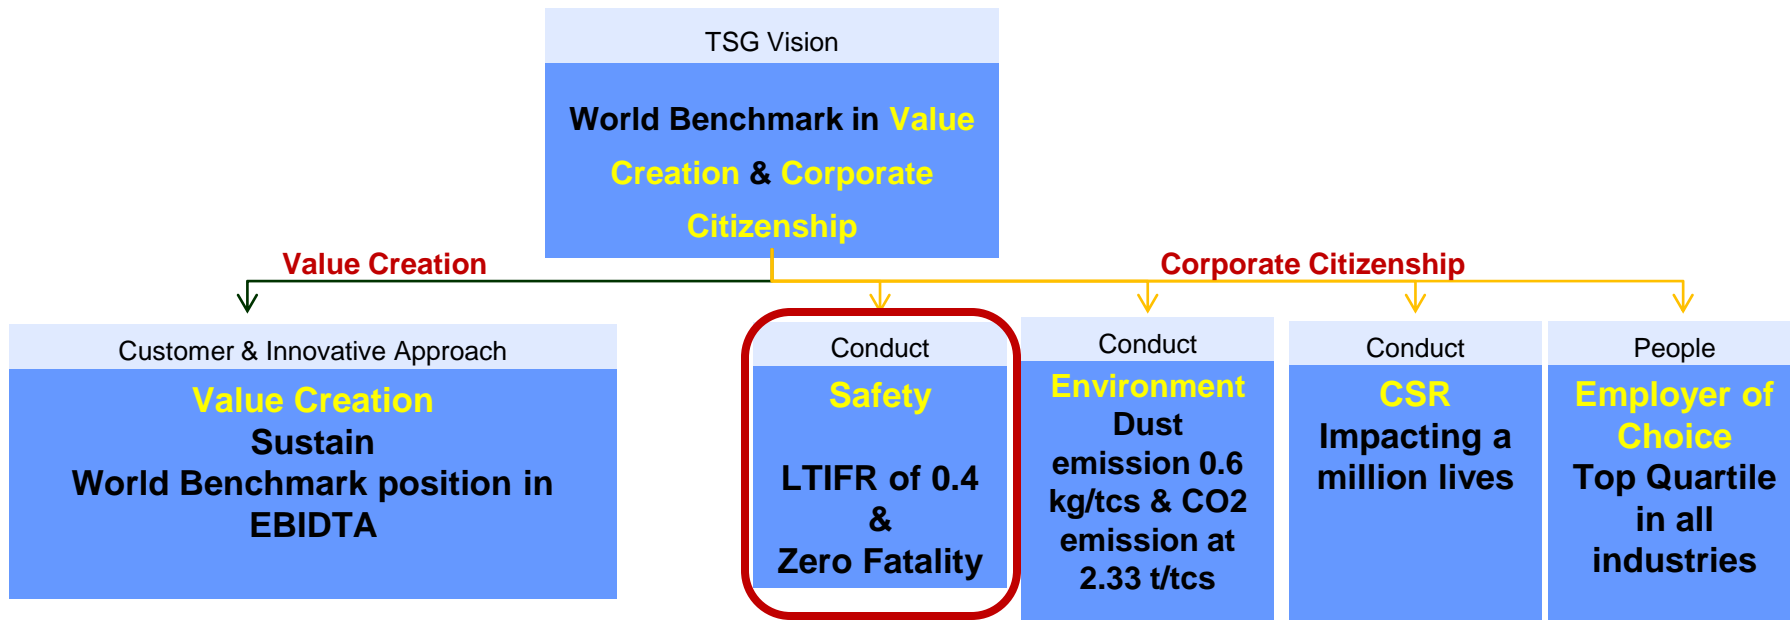 TSG Vision
World Benchmark in Value
Creation & Corporate
Citizenship
Value Creation
Corporate Citizenship
Customer & Innovative Approach
Value Creation
Sustain
World Benchmark position in
EBIDTA
Conduct
Safety
LTIFR of 0.4
&
Zero Fatality
Conduct
Environment
Dust
emission 0.6
kg/tcs & CO2
emission at
2.33 t/tcs
Conduct
CSR
Impacting a
million lives
People
Employer of
Choice
Top Quartile
in all
industries